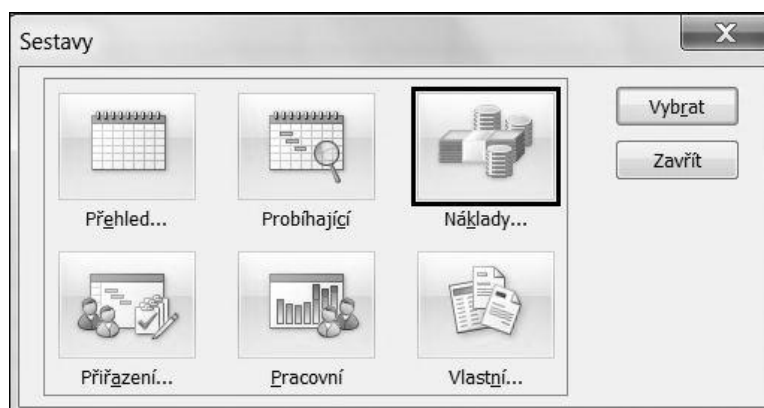 Sestavy
Vybrat
Zavřít
Přehled... Probíhající Náklady...
Přiřazení... Pracovní Vlastní...